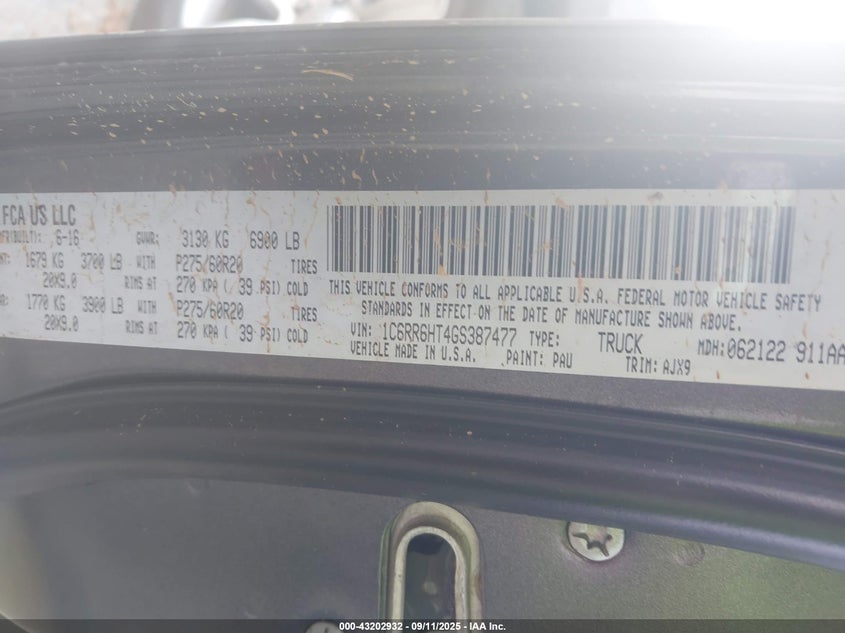 FCA US LLC
MFR(BUILT): 6-16 GVWR: 3130 KG 6900 LB
1679 KG 3700 LB WITH P275/60R20 TIRES
20X9.0 RIMS AT 270 KPA ( 39 PSI) COLD
1770 KG 3900 LB WITH P275/60R20 TIRES
20X9.0 RIMS AT 270 KPA ( 39 PSI) COLD
THIS VEHICLE CONFORMS TO ALL APPLICABLE U.S.A. FEDERAL MOTOR VEHICLE SAFETY
STANDARDS IN EFFECT ON THE DATE OF MANUFACTURE SHOWN ABOVE.
VIN: 1C6RR6HT4GS387477 TYPE: TRUCK MDH: 062122 911AA
VEHICLE MADE IN U.S.A. PAINT: PAU TRIM: AJX9
000-43202932 - 09/11/2025 - IAA Inc.